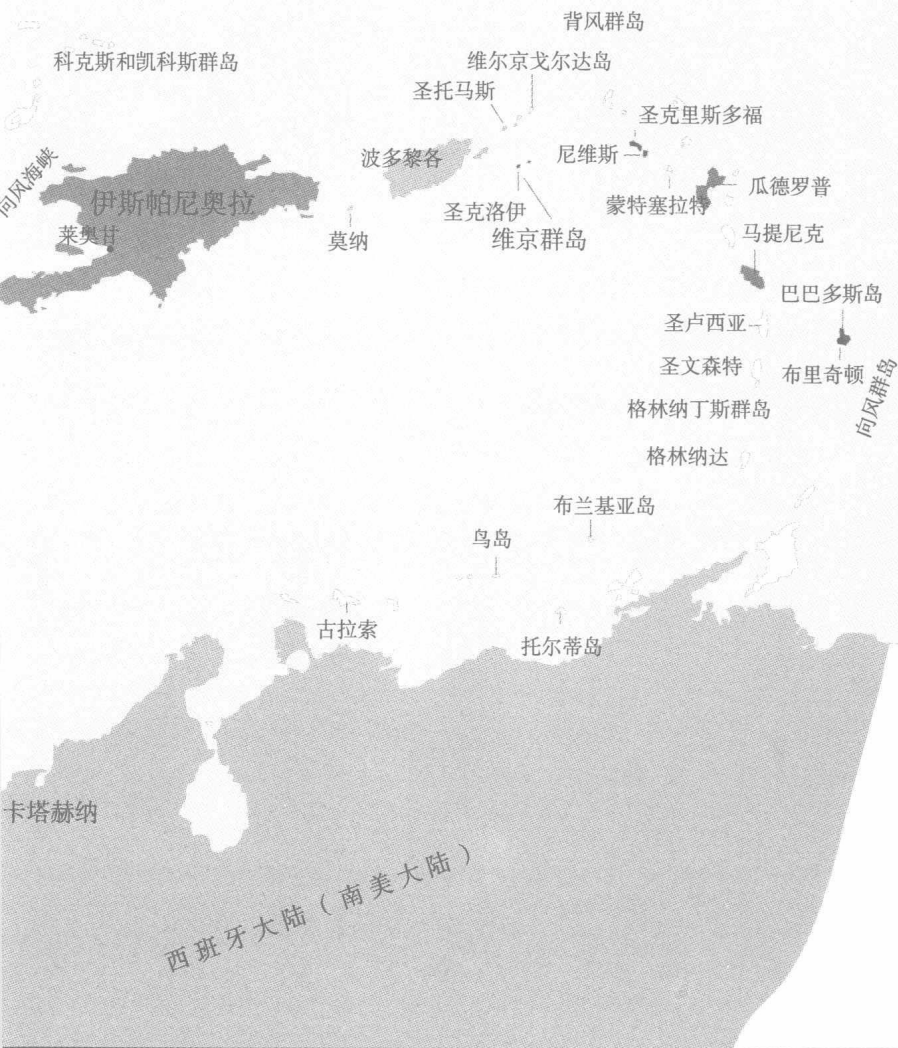 背风群岛
科克斯和凯科斯群岛
维尔京戈尔达岛
圣托马斯
圣克里斯多福
向风海峡
波多黎各
尼维斯
瓜德罗普
伊斯帕尼奥拉
圣克洛伊
蒙特塞拉特
莱奥甘
莫纳
维京群岛
马提尼克
巴巴多斯岛
圣卢西亚
圣文森特
布里奇顿
向风群岛
格林纳丁斯群岛
格林纳达
布兰基亚岛
鸟岛
古拉索
托尔蒂岛
卡塔赫纳
西班牙大陆（南美大陆）